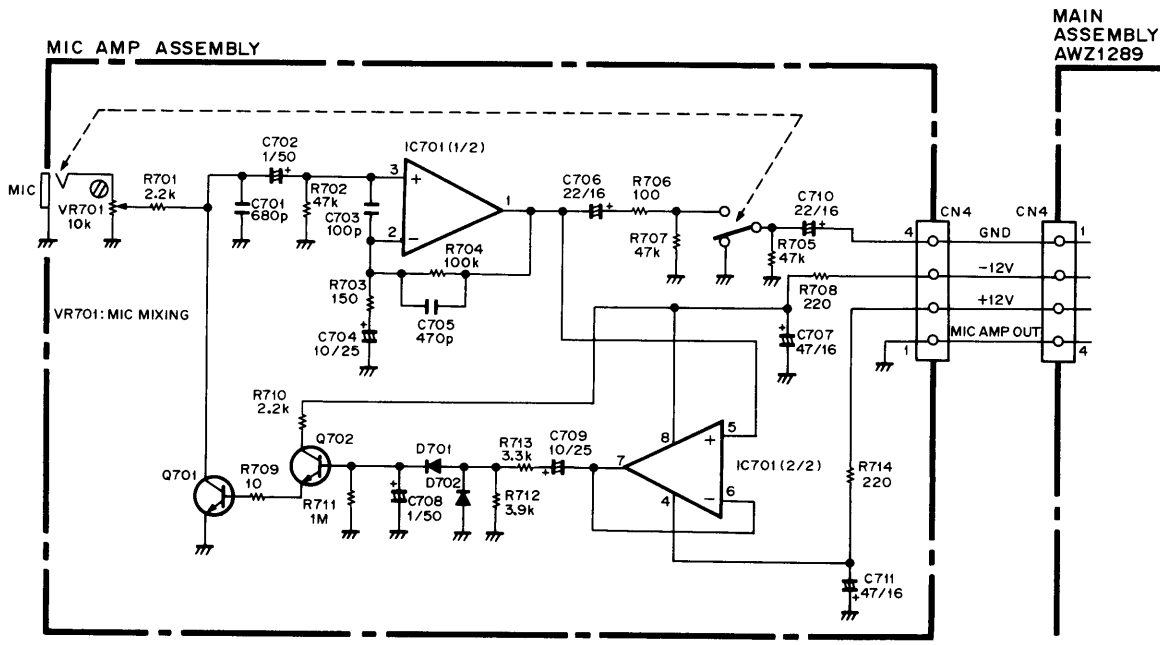 MAIN
ASSEMBLY
AWZ1289
MIC AMP ASSEMBLY
MIC
VR701
10k
R701
2.2k
C702
1/50
+
C701
680p
R702
47k
C703
100p
IC701(1/2)
3
+
2
−
1
R704
100k
R703
150
C705
470p
+
C704
10/25
C706
22/16
+
R706
100
R707
47k
C710
22/16
+
R705
47k
R708
220
+
C707
47/16
CN4
CN4
4
GND
1
−12V
+12V
1
MIC AMP OUT
4
VR701: MIC MIXING
R710
2.2k
Q702
Q701
R709
10
R711
1M
D701
D702
+
C708
1/50
R713
3.3k
C709
10/25
+
R712
3.9k
7
8
5
+
4
−
6
IC701(2/2)
R714
220
C711
47/16
+